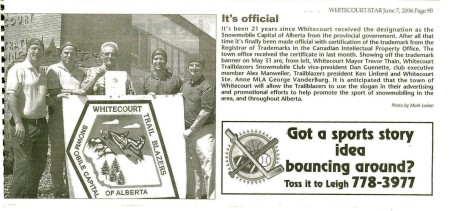 WHITECOURT STAR June 7, 2006 Page 9B
It's official
It's been 21 years since Whitecourt received the designation as the
Snowmobile Capital of Alberta from the provincial government. After all that
time it's finally been made official with certification of the trademark from the
Registrar of Trademarks in the Canadian Intellectual Property Office. The
town office received the certificate in last month. Showing off the trademark
banner on May 31 are, from left, Whitecourt Mayor Trevor Thain, Whitecourt
Trailblazers Snowmobile Club vice-president Dan Guenette, club executive
member Alex Manweiler, Trailblazers president Ken Linford and Whitecourt
Ste. Anne MLA George VanderBurg. It is anticipated that the town of
Whitecourt will allow the Trailblazers to use the slogan in their advertising
and promotional efforts to help promote the sport of snowmobiling in the
area, and throughout Alberta.
Photo by Mark
WHITECOURT
TRAIL BLAZERS
SNOWMOBILE CAPITAL
OF ALBERTA
Got a sports story
idea
bouncing around?
Toss it to Leigh 778-3977